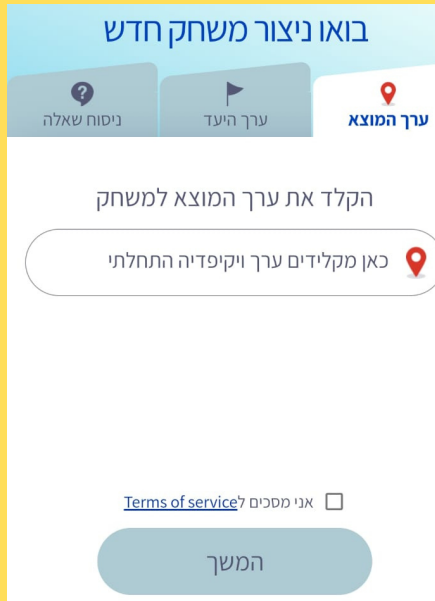 בואו ניצור משחק חדש
ערך המוצא
ערך היעד
ניסוח שאלה
הקלד את ערך המוצא למשחק
כאן מקלידים ערך ויקיפדיה התחלתי
אני מסכים לTerms of service
המשך